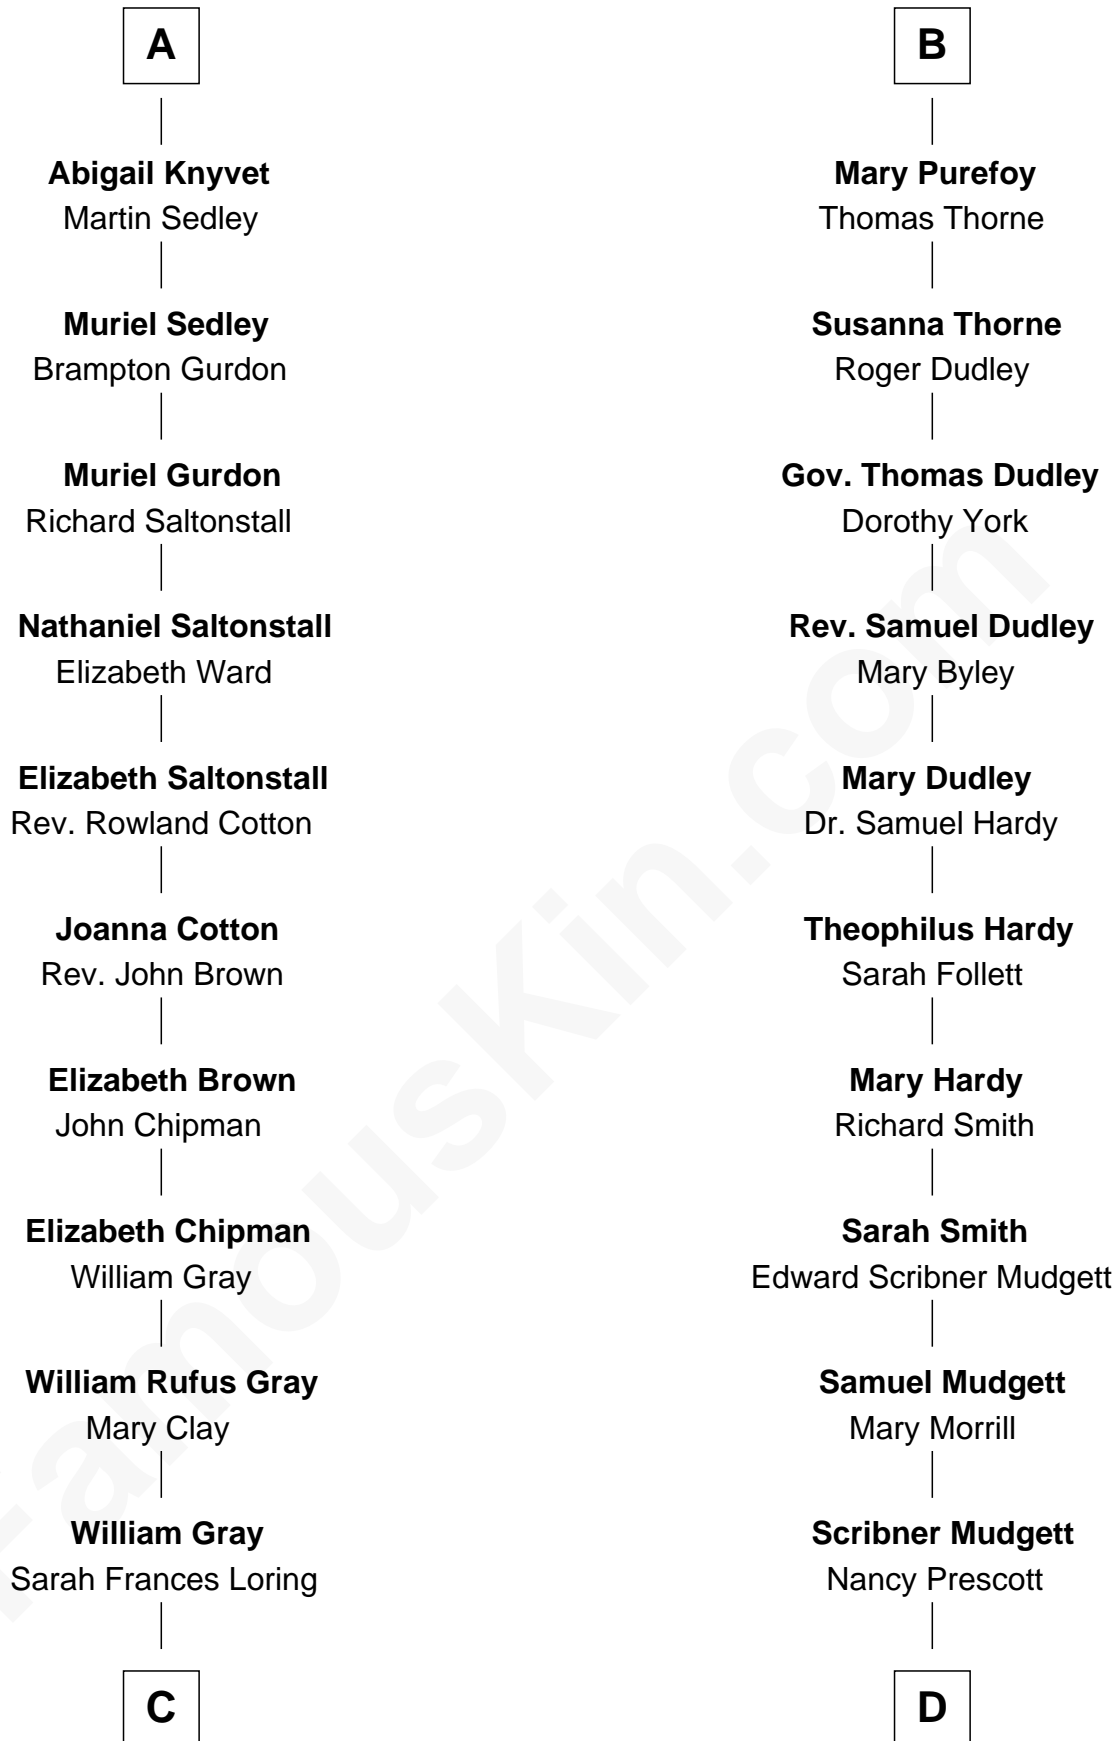 A
Abigail Knyvet
Martin Sedley
Muriel Sedley
Brampton Gurdon
Muriel Gurdon
Richard Saltonstall
Nathaniel Saltonstall
Elizabeth Ward
Elizabeth Saltonstall
Rev. Rowland Cotton
Joanna Cotton
Rev. John Brown
Elizabeth Brown
John Chipman
Elizabeth Chipman
William Gray
William Rufus Gray
Mary Clay
William Gray
Sarah Frances Loring
C
B
Mary Purefoy
Thomas Thorne
Susanna Thorne
Roger Dudley
Gov. Thomas Dudley
Dorothy York
Rev. Samuel Dudley
Mary Byley
Mary Dudley
Dr. Samuel Hardy
Theophilus Hardy
Sarah Follett
Mary Hardy
Richard Smith
Sarah Smith
Edward Scribner Mudgett
Samuel Mudgett
Mary Morrill
Scribner Mudgett
Nancy Prescott
D
FamousKin.com